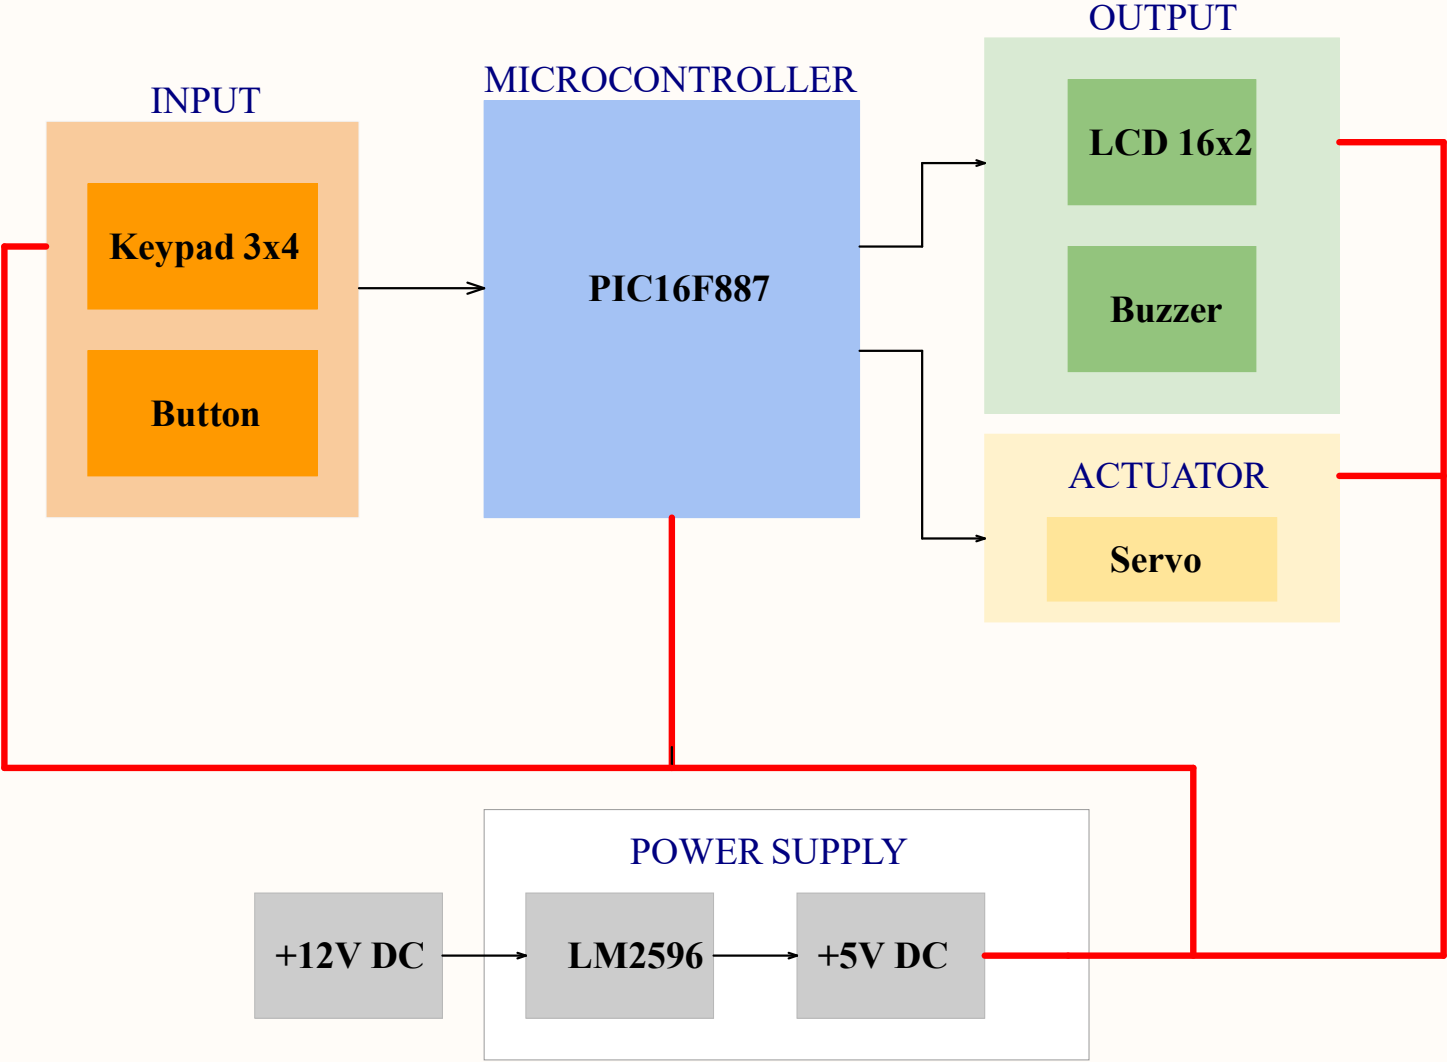 INPUT
Keypad 3x4
Button
MICROCONTROLLER
PIC16F887
OUTPUT
LCD 16x2
Buzzer
ACTUATOR
Servo
POWER SUPPLY
+12V DC
LM2596
+5V DC